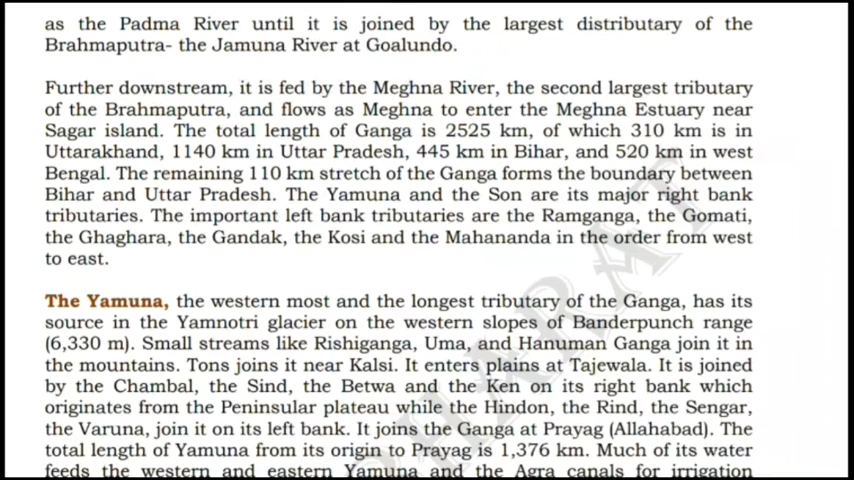 as the Padma River until it is joined by the largest distributary of the
Brahmaputra- the Jamuna River at Goalundo.
Further downstream, it is fed by the Meghna River, the second largest tributary
of the Brahmaputra, and flows as Meghna to enter the Meghna Estuary near
Sagar island. The total length of Ganga is 2525 km, of which 310 km is in
Uttarakhand, 1140 km in Uttar Pradesh, 445 km in Bihar, and 520 km in west
Bengal. The remaining 110 km stretch of the Ganga forms the boundary between
Bihar and Uttar Pradesh. The Yamuna and the Son are its major right bank
tributaries. The important left bank tributaries are the Ramganga, the Gomati,
the Ghaghara, the Gandak, the Kosi and the Mahananda in the order from west
to east.
The Yamuna, the western most and the longest tributary of the Ganga, has its
source in the Yamnotri glacier on the western slopes of Banderpunch range
(6,330 m). Small streams like Rishiganga, Uma, and Hanuman Ganga join it in
the mountains. Tons joins it near Kalsi. It enters plains at Tajewala. It is joined
by the Chambal, the Sind, the Betwa and the Ken on its right bank which
originates from the Peninsular plateau while the Hindon, the Rind, the Sengar,
the Varuna, join it on its left bank. It joins the Ganga at Prayag (Allahabad). The
total length of Yamuna from its origin to Prayag is 1,376 km. Much of its water
feeds the western and eastern Yamuna and the Agra canals for irrigation